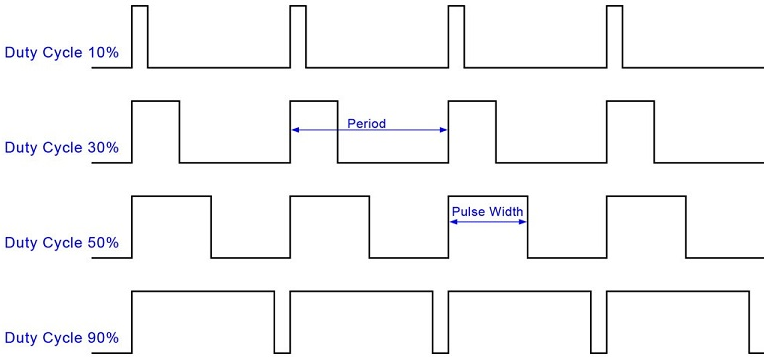 Duty Cycle 10%
Period
Duty Cycle 30%
Pulse Width
Duty Cycle 50%
Duty Cycle 90%